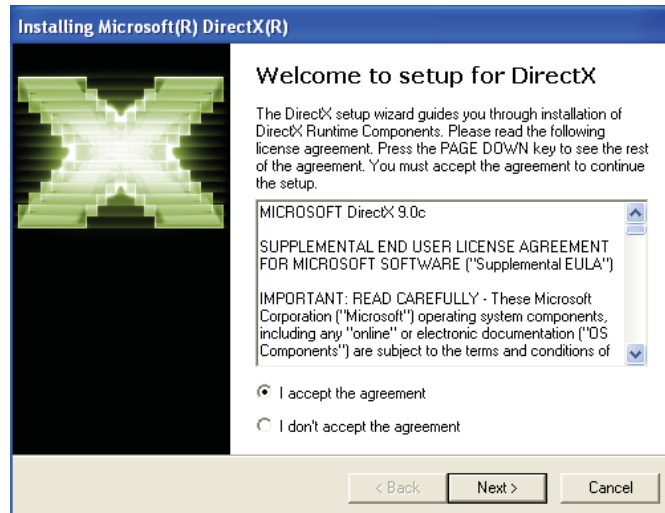 Installing Microsoft(R) DirectX(R)
Welcome to setup for DirectX
The DirectX setup wizard guides you through installation of
DirectX Runtime Components. Please read the following
license agreement. Press the PAGE DOWN key to see the rest
of the agreement. You must accept the agreement to continue
the setup.
MICROSOFT DirectX 9.0c
SUPPLEMENTAL END USER LICENSE AGREEMENT
FOR MICROSOFT SOFTWARE ("Supplemental EULA")
IMPORTANT: READ CAREFULLY - These Microsoft
Corporation ("Microsoft") operating system components,
including any "online" or electronic documentation ("OS
Components") are subject to the terms and conditions of
I accept the agreement
I don't accept the agreement
< Back Next > Cancel